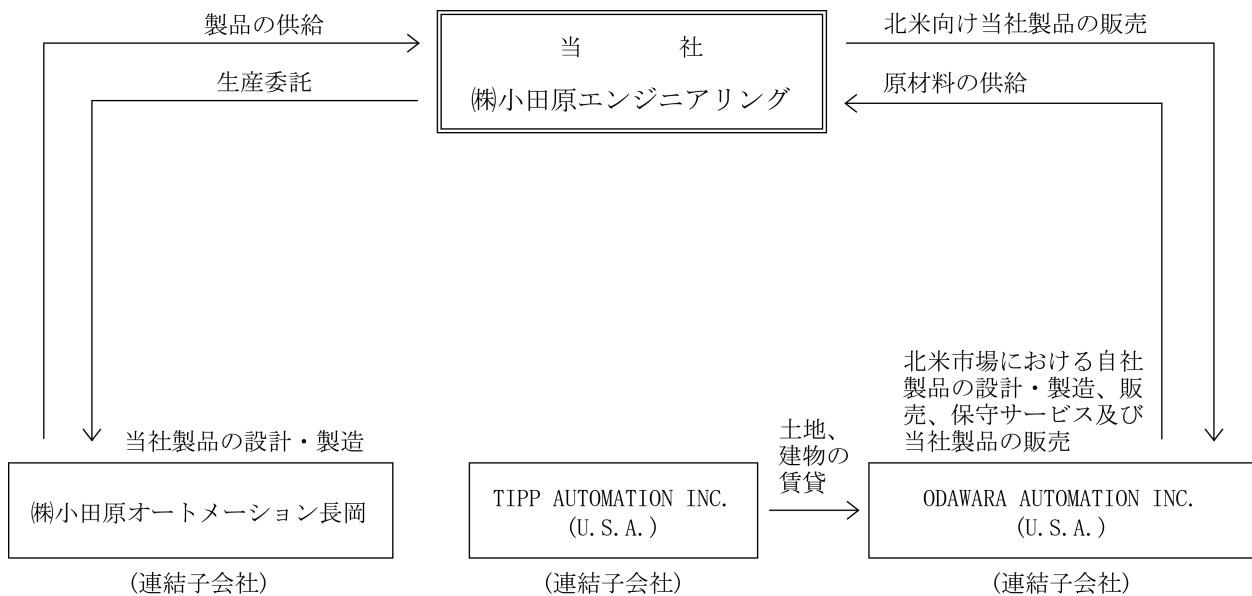 製品の供給
当 社
北米向け当社製品の販売
生産委託
㈱小田原エンジニアリング
原材料の供給
北米市場における自社
製品の設計・製造、販
売、保守サービス及び
当社製品の販売
当社製品の設計・製造
土地、
建物の
賃貸
㈱小田原オートメーション長岡
TIPP AUTOMATION INC.
(U.S.A.)
ODAWARA AUTOMATION INC.
(U.S.A.)
(連結子会社)
(連結子会社)
(連結子会社)